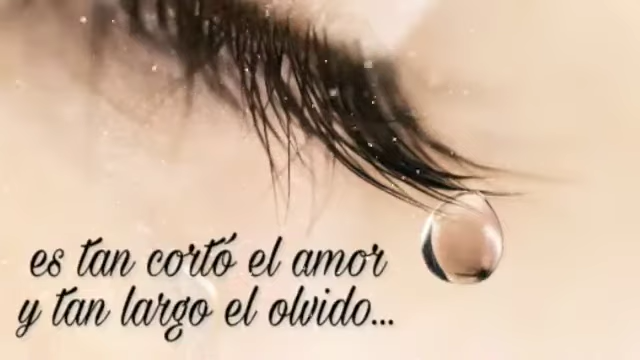 es tan cortó el amor
y tan largo el olvido...